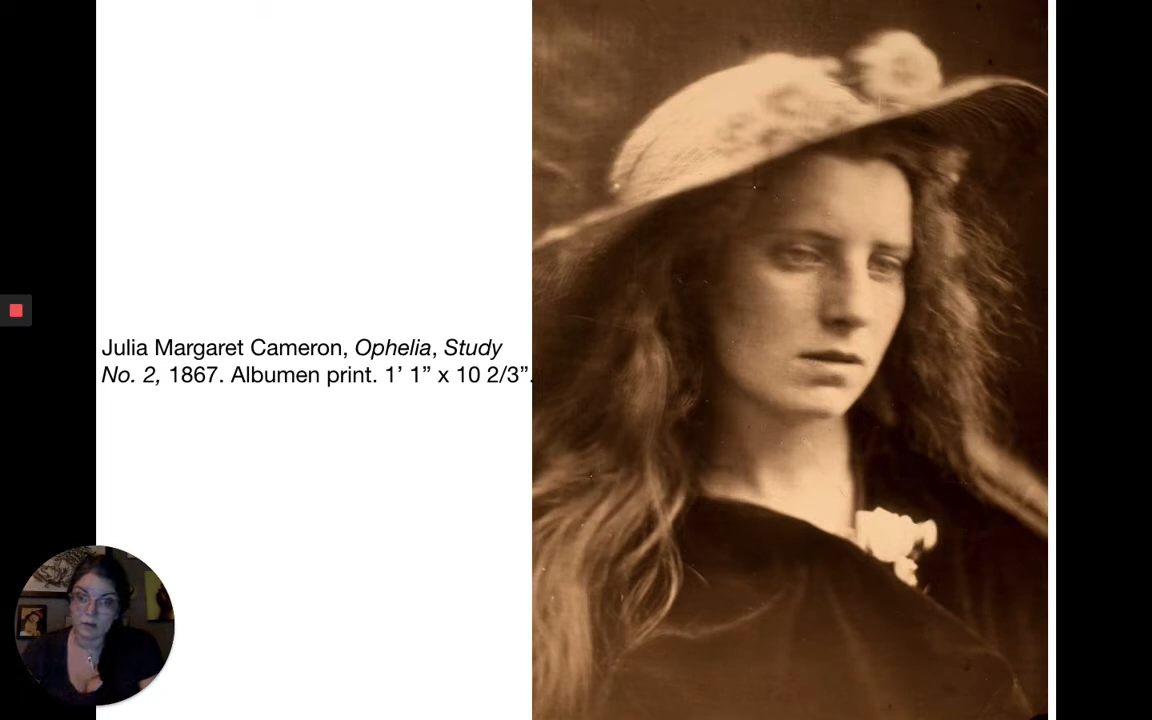 Julia Margaret Cameron, Ophelia, Study
No. 2, 1867. Albumen print. 1’ 1” x 10 2/3”.